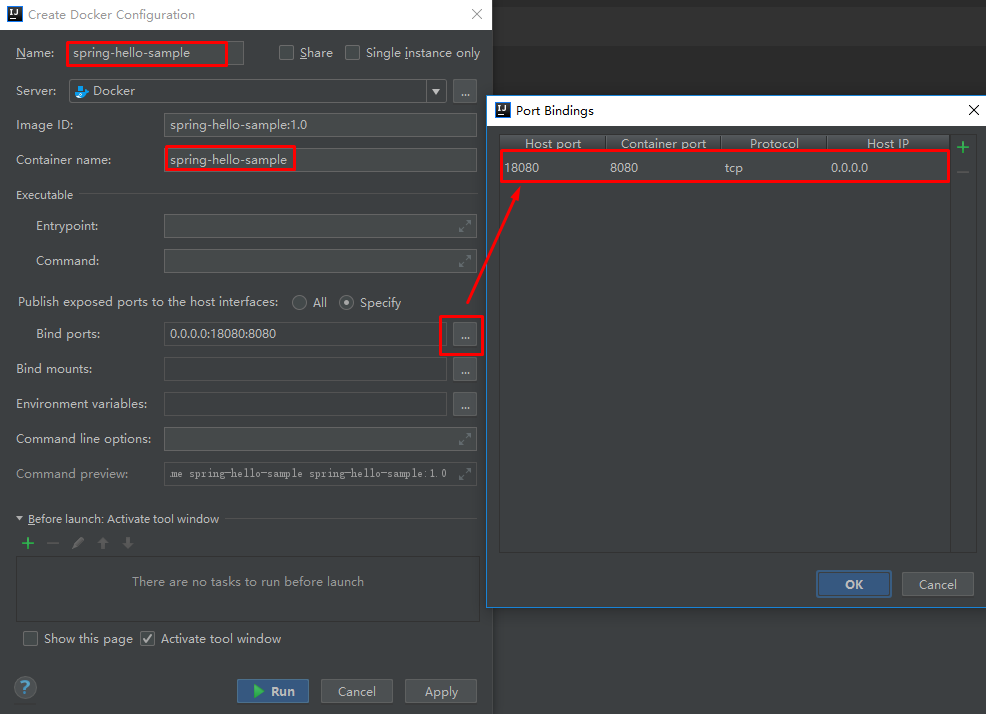 Create Docker Configuration
Name: spring-hello-sample Share Single instance only
Server: Docker ...
Image ID: spring-hello-sample:1.0
Container name: spring-hello-sample
Executable
Entrypoint:
Command:
Publish exposed ports to the host interfaces: All Specify
Bind ports: 0.0.0.0:18080:8080 ...
Bind mounts: ...
Environment variables: ...
Command line options:
Command preview: .me spring-hello-sample spring-hello-sample:1.0
Before launch: Activate tool window
There are no tasks to run before launch
Show this page Activate tool window
? Run Cancel Apply
Port Bindings
Host port Container port Protocol Host IP
18080 8080 tcp 0.0.0.0
OK Cancel